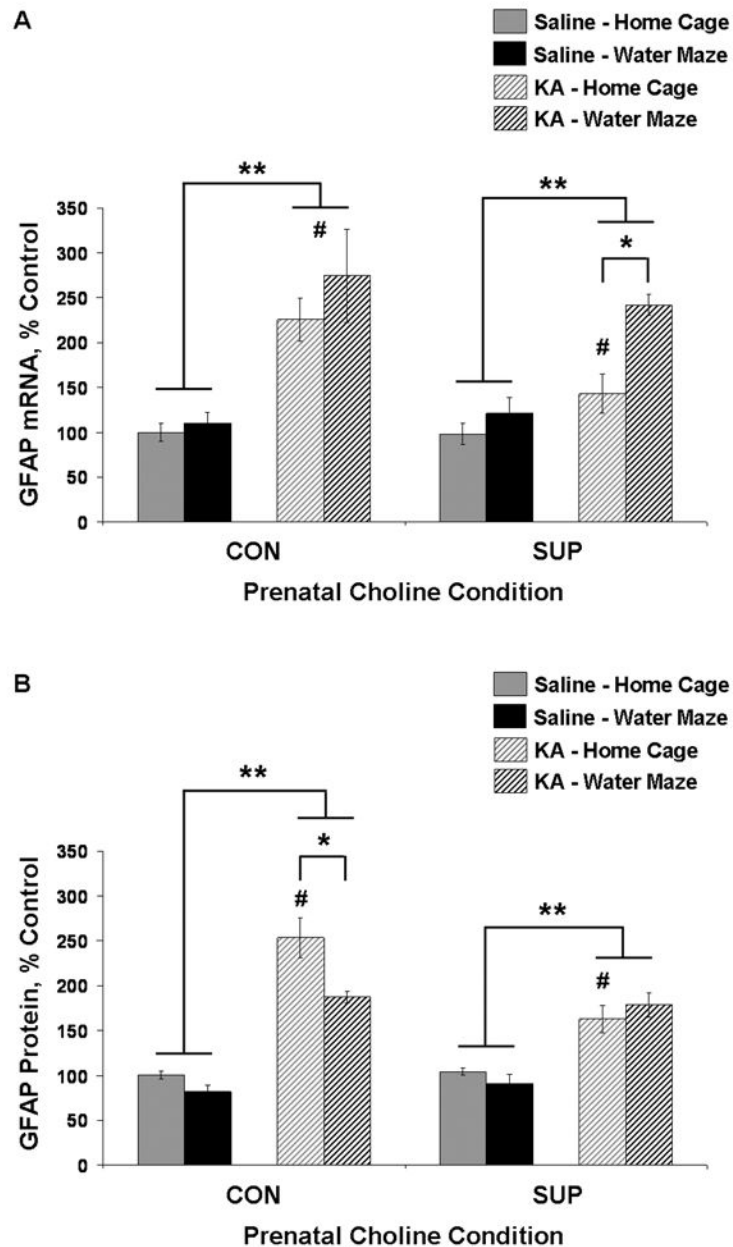 A
Saline - Home Cage
Saline - Water Maze
KA - Home Cage
KA - Water Maze
**
**
#
*
#
GFAP mRNA, % Control
350
300
250
200
150
100
50
0
CON
SUP
Prenatal Choline Condition
B
Saline - Home Cage
Saline - Water Maze
KA - Home Cage
KA - Water Maze
**
*
#
**
#
GFAP Protein, % Control
350
300
250
200
150
100
50
0
CON
SUP
Prenatal Choline Condition